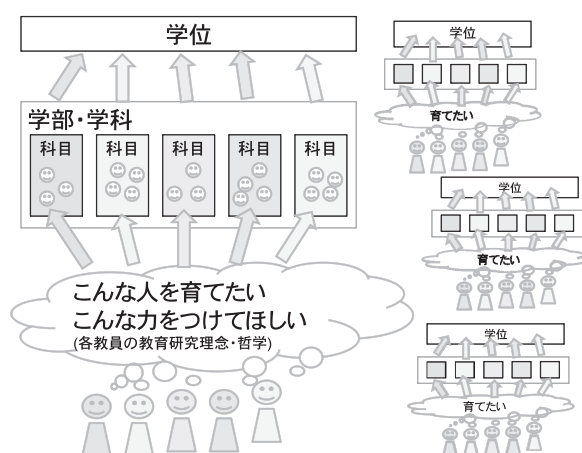 学位
学部・学科
科目
科目
科目
科目
科目
こんな人を育てたい
こんな力をつけてほしい
(各教員の教育研究理念・哲学)
学位
育てたい
学位
育てたい
学位
育てたい